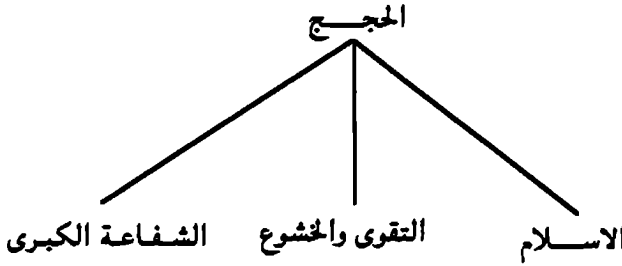 الحجج
الاسلام
التقوى والخشوع
الشفاعة الكبرى